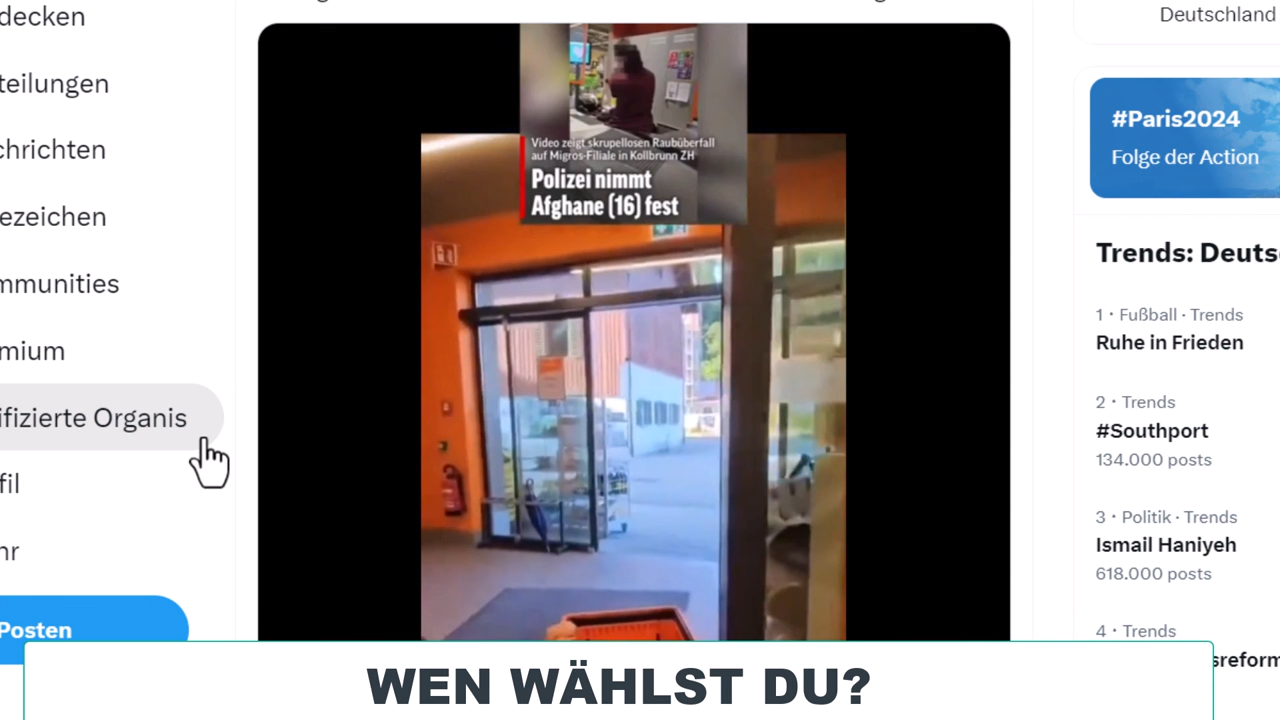 decken
teilungen
chrichten
ezeichen
mmunities
mium
ifizierte Organis
fil
hr
Posten
Video zeigt skrupellosen Raubüberfall
auf Migros-Filiale in Kollbrunn ZH
Polizei nimmt
Afghane (16) fest
Deutschland
#Paris2024
Folge der Action
Trends: Deuts
1 · Fußball · Trends
Ruhe in Frieden
2 · Trends
#Southport
134.000 posts
3 · Politik · Trends
Ismail Haniyeh
618.000 posts
4 · Trends
sreform
WEN WÄHLST DU?